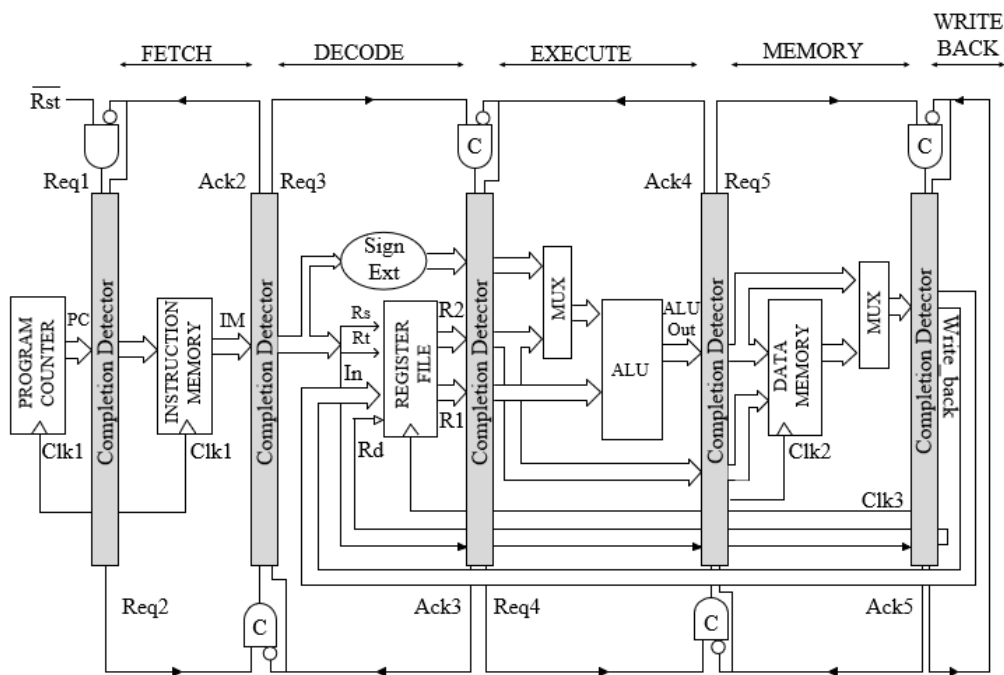 WRITE
FETCH
DECODE
EXECUTE
MEMORY
BACK
Rst
C
C
Req1
Ack2
Req3
Ack4
Req5
Completion Detector
Completion Detector
Completion Detector
Completion Detector
Completion Detector
PROGRAM
COUNTER
PC
Clk1
INSTRUCTION
MEMORY
IM
Clk1
Sign
Ext
Rs
Rt
In
Rd
REGISTER
FILE
R2
R1
MUX
ALU
ALU
Out
DATA
MEMORY
Clk2
MUX
Write_back
Clk3
Req2
C
Ack3
Req4
C
Ack5